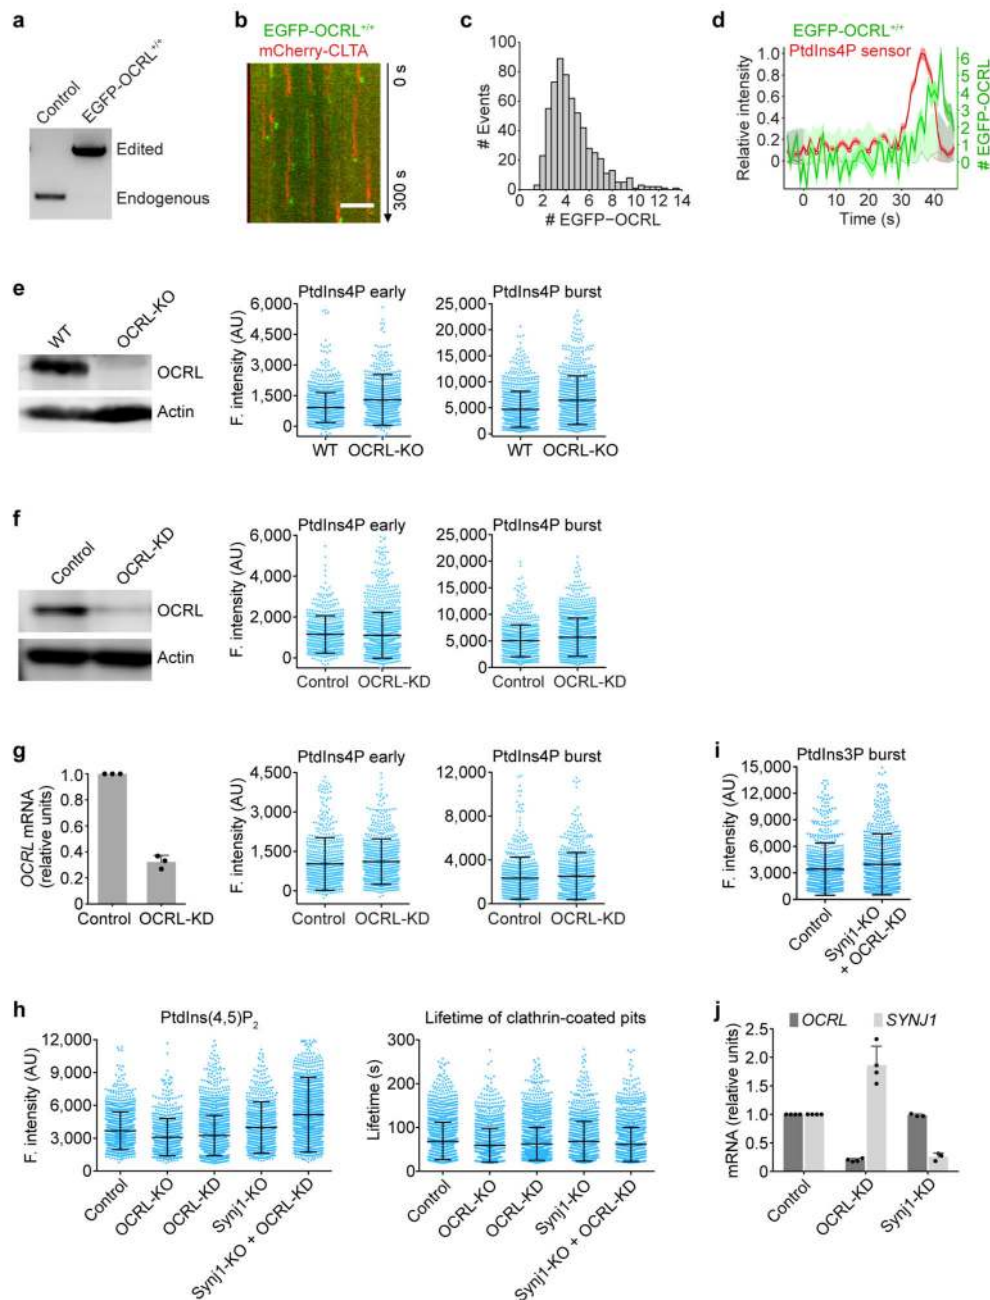 a
Control
EGFP-OCRL+/+
Edited
Endogenous
b
EGFP-OCRL+/+
mCherry-CLTA
0 s
300 s
c
# Events
100
80
60
40
20
0
0 2 4 6 8 10 12 14
# EGFP−OCRL
d
EGFP-OCRL+/+
PtdIns4P sensor
Relative intensity
1.0
0.8
0.6
0.4
0.2
0
6
5
4
3
2
1
0
# EGFP-OCRL
0 10 20 30 40
Time (s)
e
WT
OCRL-KO
OCRL
Actin
PtdIns4P early
F. intensity (AU)
6,000
4,500
3,000
1,500
0
WT OCRL-KO
PtdIns4P burst
25,000
20,000
15,000
10,000
5,000
0
WT OCRL-KO
f
Control
OCRL-KD
OCRL
Actin
PtdIns4P early
F. intensity (AU)
6,000
4,000
2,000
0
Control OCRL-KD
PtdIns4P burst
25,000
20,000
15,000
10,000
5,000
0
Control OCRL-KD
g
OCRL mRNA
(relative units)
1.0
0.8
0.6
0.4
0.2
0
Control OCRL-KD
PtdIns4P early
F. intensity (AU)
4,500
3,000
1,500
0
Control OCRL-KD
PtdIns4P burst
12,000
8,000
4,000
0
Control OCRL-KD
i
PtdIns3P burst
F. intensity (AU)
15,000
12,000
9,000
6,000
3,000
0
Control
Synj1-KO
+ OCRL-KD
h
PtdIns(4,5)P2
F. intensity (AU)
12,000
9,000
6,000
3,000
0
Control
OCRL-KO
OCRL-KD
Synj1-KO
Synj1-KO + OCRL-KD
Lifetime of clathrin-coated pits
Lifetime (s)
300
200
100
50
0
Control
OCRL-KO
OCRL-KD
Synj1-KO
Synj1-KO + OCRL-KD
j
OCRL SYNJ1
mRNA (relative units)
2.5
2.0
1.5
1.0
0.5
0
Control
OCRL-KD
Synj1-KD